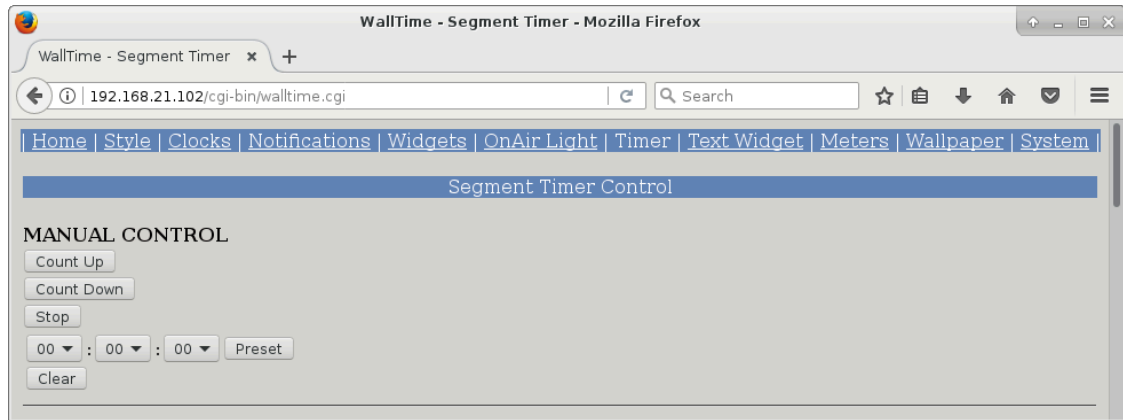 WallTime - Segment Timer - Mozilla Firefox
WallTime - Segment Timer
192.168.21.102/cgi-bin/walltime.cgi
Search
| Home | Style | Clocks | Notifications | Widgets | OnAir Light | Timer | Text Widget | Meters | Wallpaper | System |
Segment Timer Control
MANUAL CONTROL
Count Up
Count Down
Stop
00 : 00 : 00 Preset
Clear